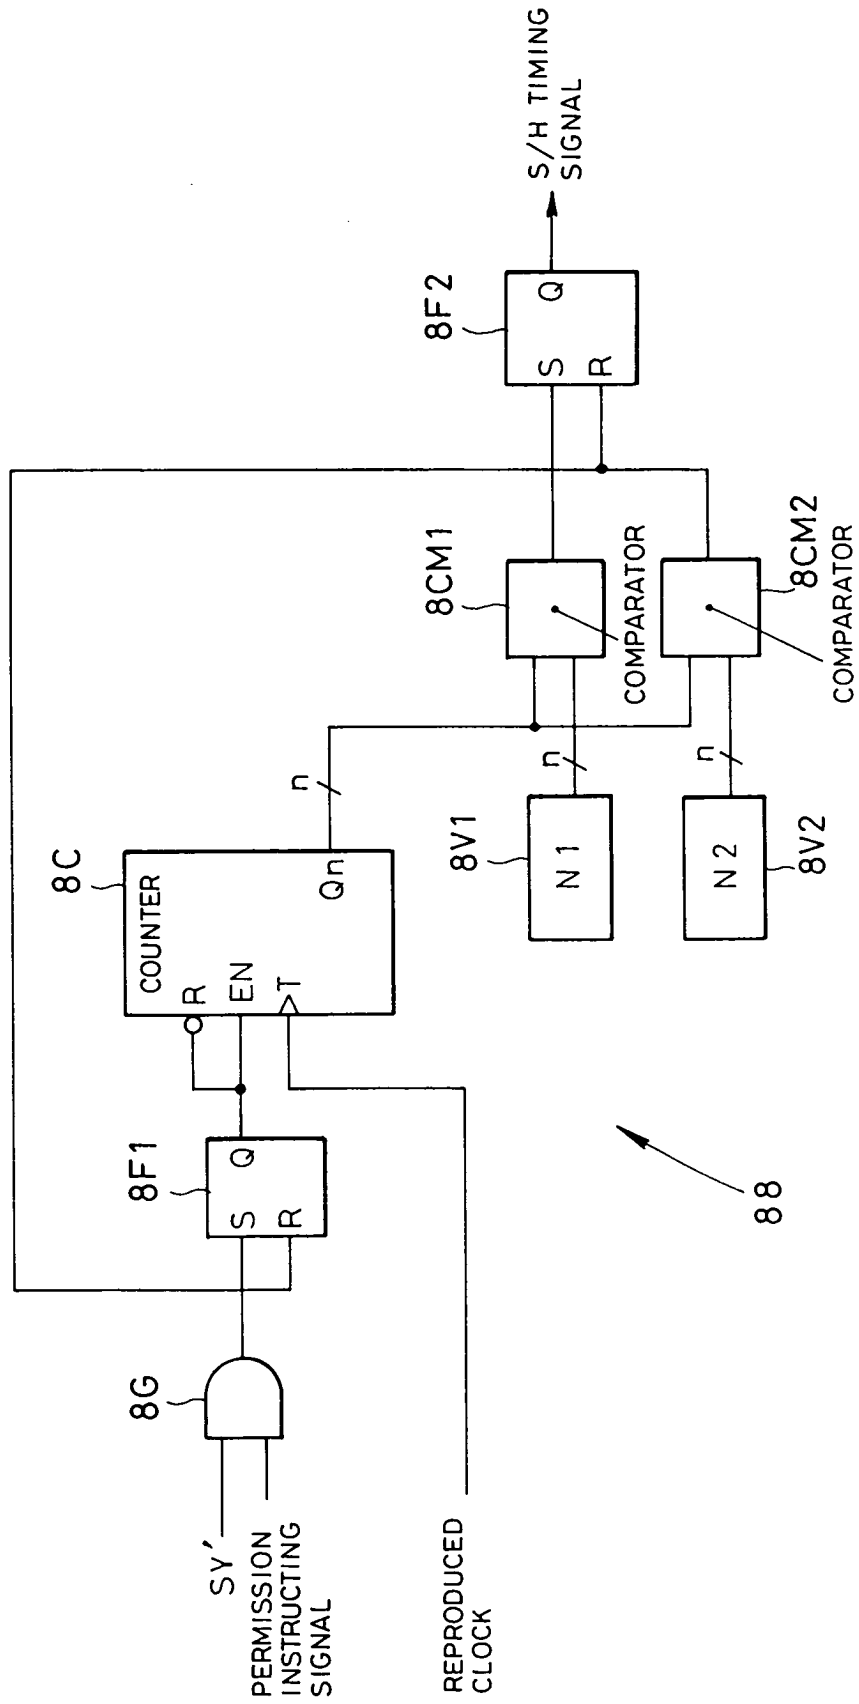 SY'
PERMISSION
INSTRUCTING
SIGNAL
REPRODUCED
CLOCK
8G
8F1
S
R
Q
8C
COUNTER
R
EN
T
Qn
n
8V1
N1
n
8V2
N2
n
8CM1
COMPARATOR
8CM2
COMPARATOR
8F2
S
R
Q
S/H TIMING
SIGNAL
88